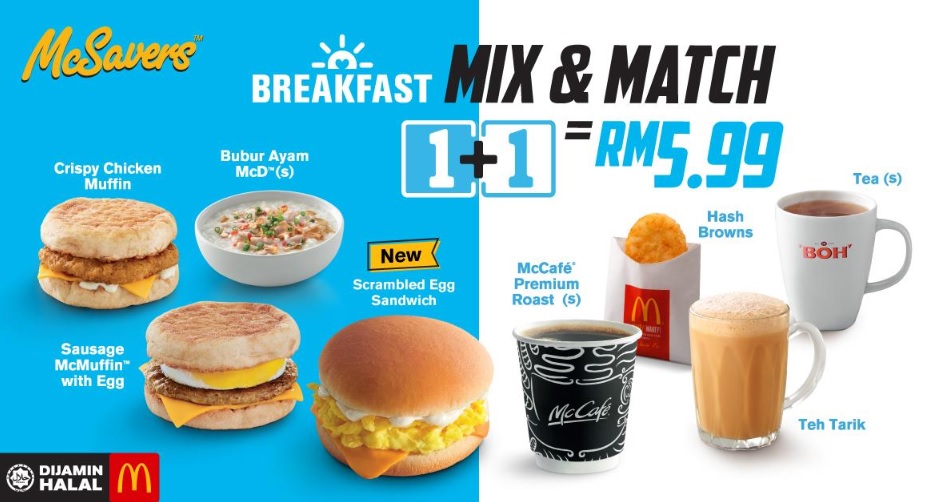 McSavers™
BREAKFAST MIX & MATCH
1+1 = RM5.99
Crispy Chicken
Muffin
Bubur Ayam
McD™(s)
New
Scrambled Egg
Sandwich
Sausage
McMuffin™
with Egg
McCafé®
Premium
Roast (s)
Hash
Browns
Tea (s)
BOH
McCafé
Teh Tarik
DIJAMIN
HALAL